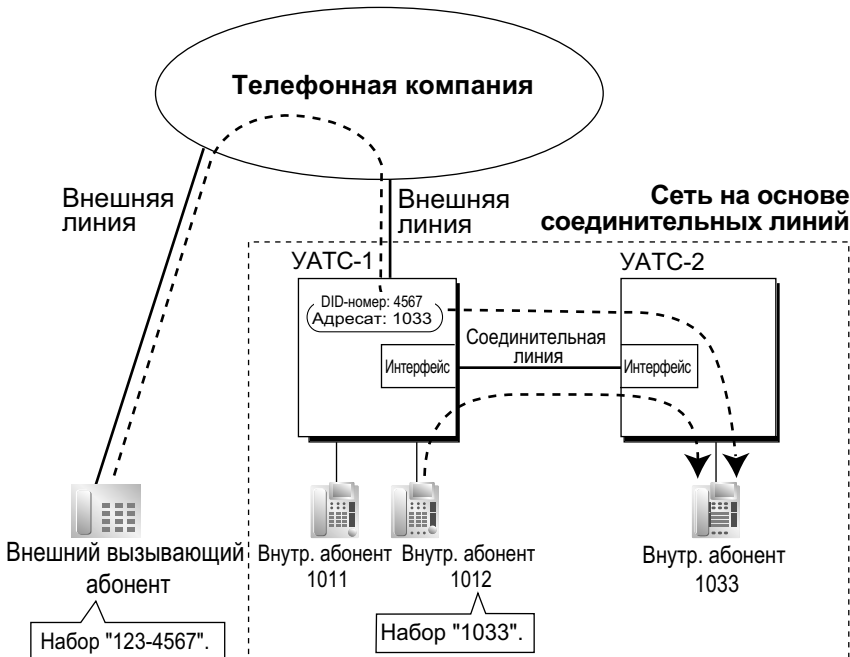 Телефонная компания
Внешняя
линия
Внешняя
линия
Сеть на основе
соединительных линий
УАТС-1
УАТС-2
DID-номер: 4567
Адресат: 1033
Соединительная
линия
Интерфейс
Интерфейс
Внешний вызывающий
абонент
Внутр. абонент
1011
Внутр. абонент
1012
Внутр. абонент
1033
Набор "123-4567".
Набор "1033".